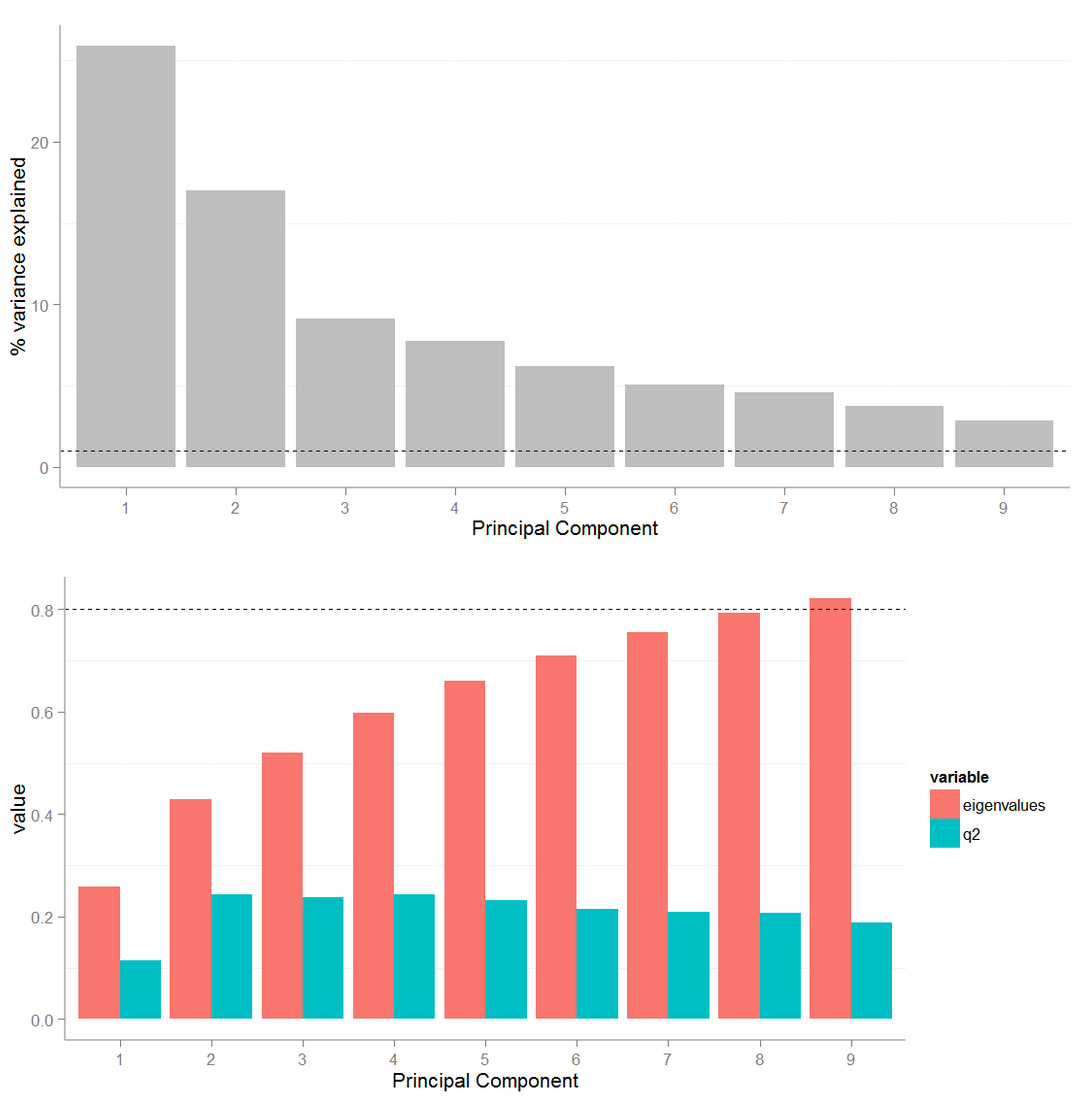 % variance explained
20
10
0
1 2 3 4 5 6 7 8 9
Principal Component
value
0.8
0.6
0.4
0.2
0.0
1 2 3 4 5 6 7 8 9
Principal Component
variable
eigenvalues
q2